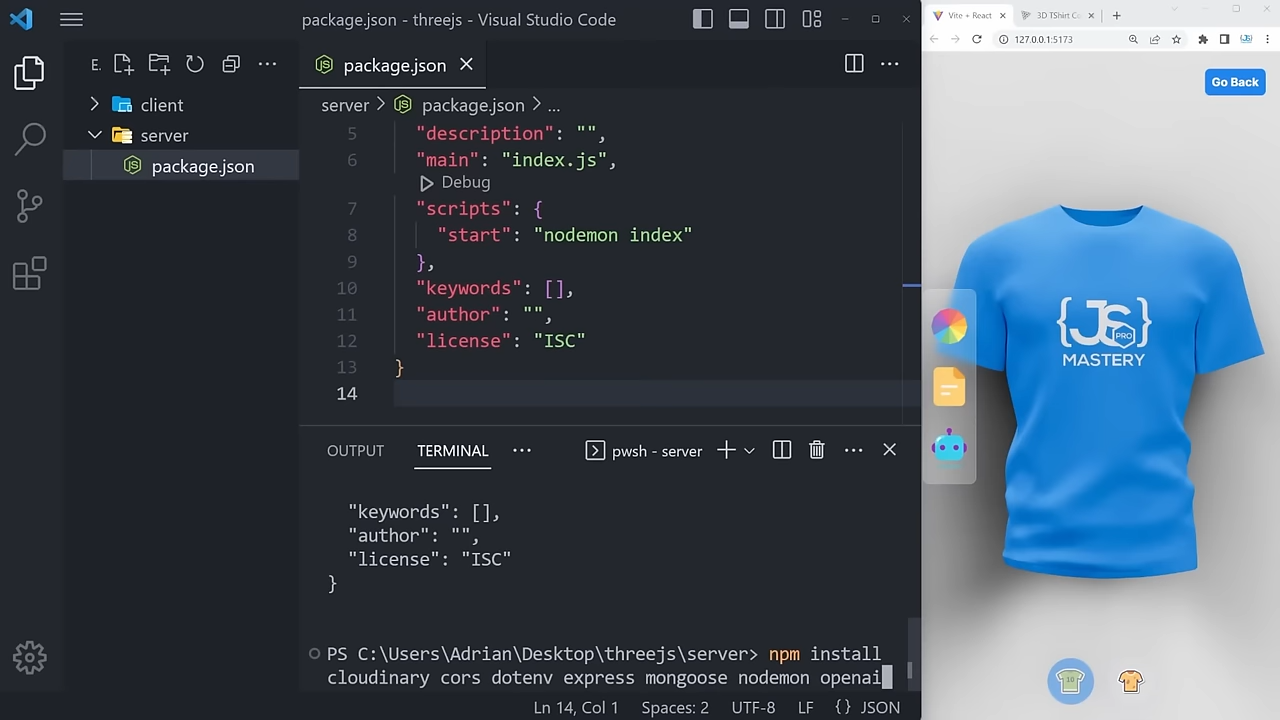 package.json - threejs - Visual Studio Code
E.
client
server
package.json
package.json
server > package.json > ...
5 "description": "",
6 "main": "index.js",
Debug
7 "scripts": {
8 "start": "nodemon index"
9 },
10 "keywords": [],
11 "author": "",
12 "license": "ISC"
13 }
14
OUTPUT TERMINAL
pwsh - server
"keywords": [],
"author": "",
"license": "ISC"
}
PS C:\Users\Adrian\Desktop\threejs\server> npm install
cloudinary cors dotenv express mongoose nodemon openai
Ln 14, Col 1 Spaces: 2 UTF-8 LF {} JSON
Vite + React
3D TShirt Co
127.0.0.1:5173
Go Back
{JS}
PRO
MASTERY
10